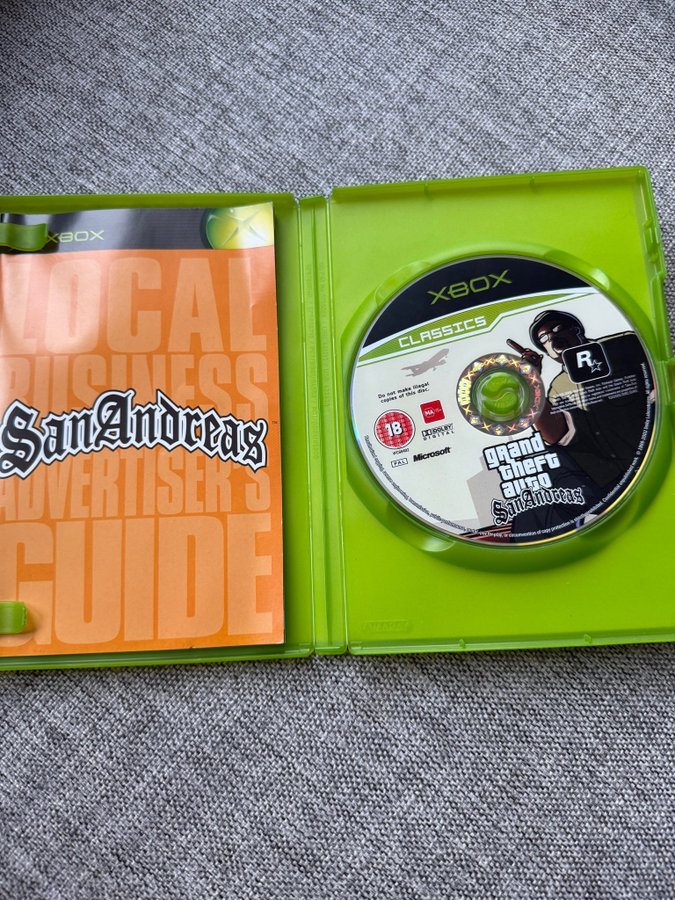 XBOX
LOCAL
BUSINESS
SanAndreas
™
ADVERTISER'S
GUIDE
XBOX
CLASSICS
Do not make illegal
copies of this disc.
R
18
MA
DOLBY
DIGITAL
PAL
Microsoft
grand
theft
auto
SanAndreas